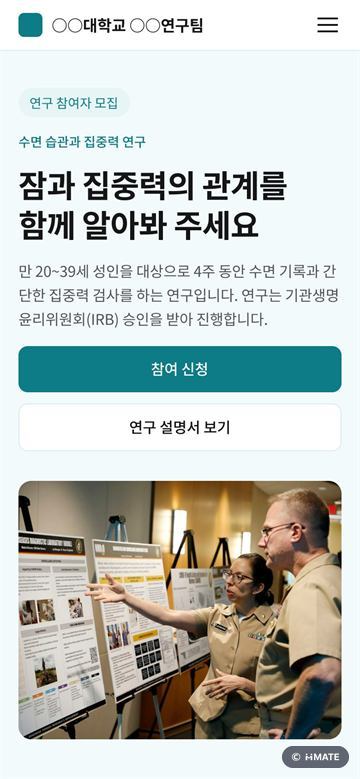 ○○대학교 ○○연구팀
연구 참여자 모집
수면 습관과 집중력 연구
잠과 집중력의 관계를
함께 알아봐 주세요
만 20~39세 성인을 대상으로 4주 동안 수면 기록과 간
단한 집중력 검사를 하는 연구입니다. 연구는 기관생명
윤리위원회(IRB) 승인을 받아 진행합니다.
참여 신청
연구 설명서 보기
© HMATE